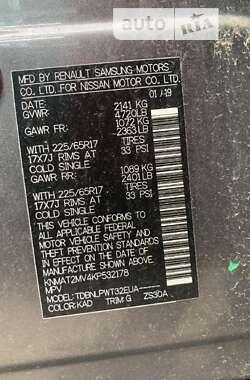 AUTO.RIA
MFD BY RENAULT SAMSUNG MOTORS
CO. LTD. FOR NISSAN MOTOR CO. LTD.
01/19
DATE: 2141 KG
GVWR: 4720LB
1072 KG
GAWR FR: 2363LB
WITH 225/65R17 TIRES
17X7J RIMS AT 33 PSI
COLD SINGLE
1089 KG
GAWR RR: 2401LB
WITH 225/65R17 TIRES
17X7J RIMS AT 33 PSI
COLD SINGLE
THIS VEHICLE CONFORMS TO ALL
APPLICABLE FEDERAL MOTOR VEHICLE
SAFETY AND THEFT PREVENTION
STANDARDS IN EFFECT ON THE DATE
OF MANUFACTURE SHOWN ABOVE.
KNMAT2MV4KP532178
MPV
MODEL: TDBNLPWT32EUA
COLOR:KAD TRIM:G ZS30A